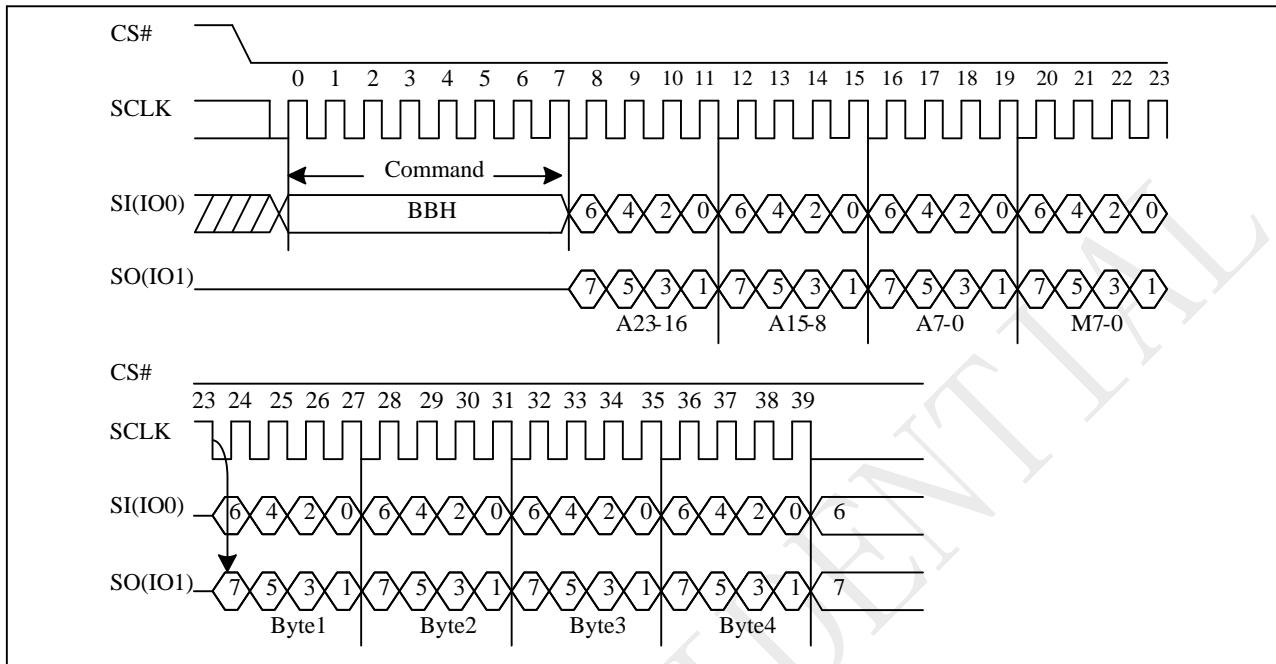 CS#
0 1 2 3 4 5 6 7 8 9 10 11 12 13 14 15 16 17 18 19 20 21 22 23
SCLK
Command
SI(IO0) BBH 6 4 2 0 6 4 2 0 6 4 2 0 6 4 2 0
SO(IO1) 7 5 3 1 7 5 3 1 7 5 3 1 7 5 3 1
A23-16 A15-8 A7-0 M7-0
CS#
23 24 25 26 27 28 29 30 31 32 33 34 35 36 37 38 39
SCLK
SI(IO0) 6 4 2 0 6 4 2 0 6 4 2 0 6 4 2 0 6
SO(IO1) 7 5 3 1 7 5 3 1 7 5 3 1 7 5 3 1 7
Byte1 Byte2 Byte3 Byte4
IDENTIAL